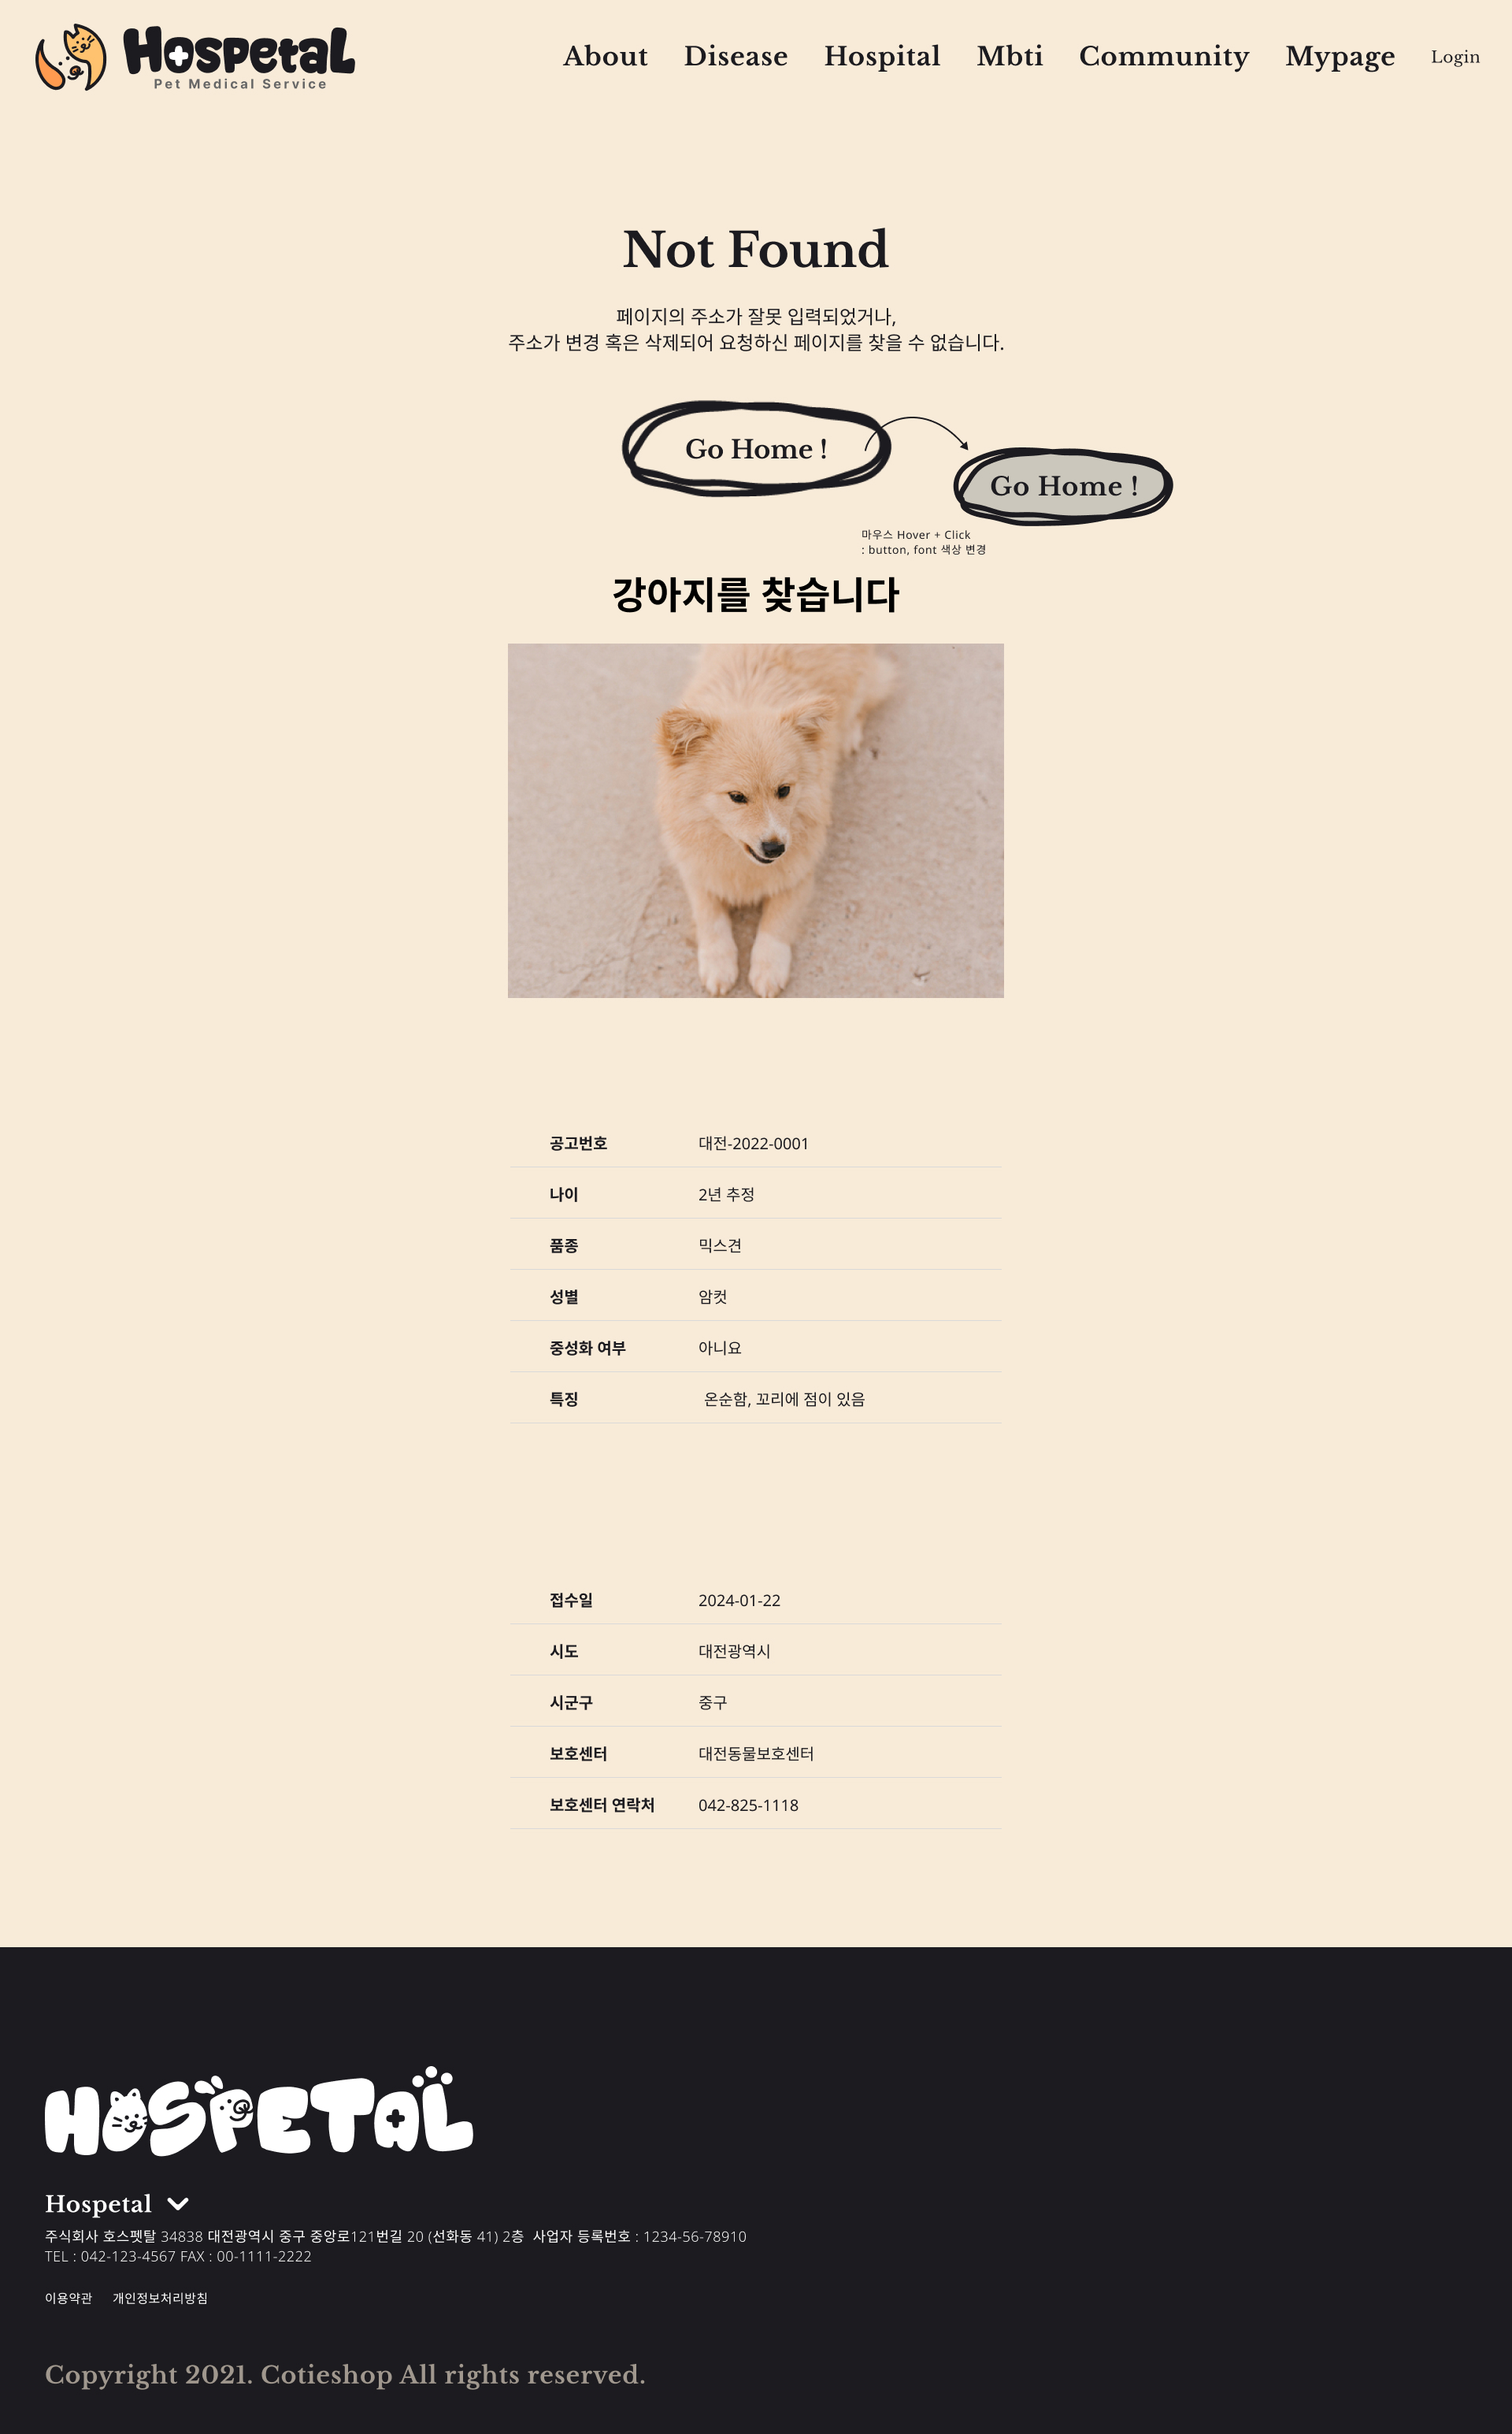 Hospetal
Pet Medical Service
About Disease Hospital Mbti Community Mypage Login
Not Found
페이지의 주소가 잘못 입력되었거나,
주소가 변경 혹은 삭제되어 요청하신 페이지를 찾을 수 없습니다.
Go Home !
Go Home !
마우스 Hover + Click
: button, font 색상 변경
강아지를 찾습니다
공고번호 대전-2022-0001
나이 2년 추정
품종 믹스견
성별 암컷
중성화 여부 아니요
특징 온순함, 꼬리에 점이 있음
접수일 2024-01-22
시도 대전광역시
시군구 중구
보호센터 대전동물보호센터
보호센터 연락처 042-825-1118
HOSPETAL
Hospetal
주식회사 호스펫탈 34838 대전광역시 중구 중앙로121번길 20 (선화동 41) 2층 사업자 등록번호 : 1234-56-78910
TEL : 042-123-4567 FAX : 00-1111-2222
이용약관 개인정보처리방침
Copyright 2021. Cotieshop All rights reserved.